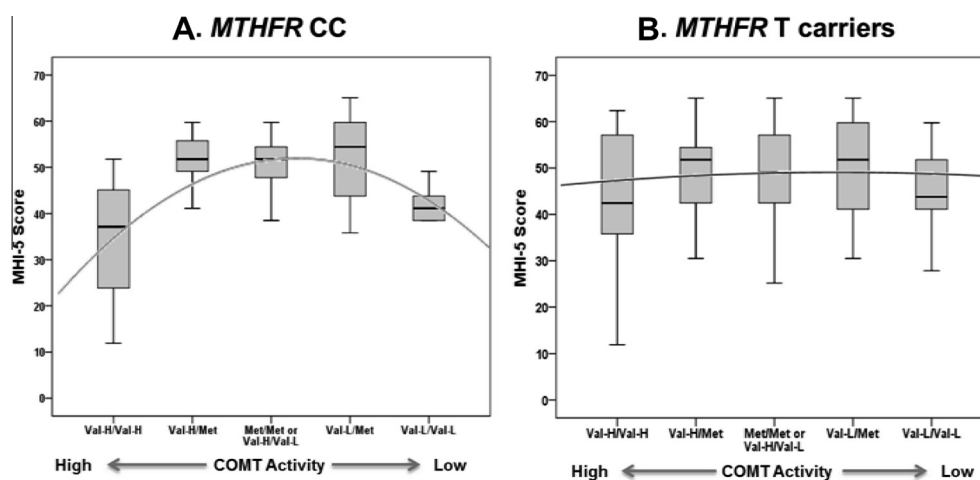 A. MTHFR CC
MHI-5 Score
70
60
50
40
30
20
10
0
Val-H/Val-H
Val-H/Met
Met/Met or
Val-H/Val-L
Val-L/Met
Val-L/Val-L
High
COMT Activity
Low
B. MTHFR T carriers
MHI-5 Score
70
60
50
40
30
20
10
0
Val-H/Val-H
Val-H/Met
Met/Met or
Val-H/Val-L
Val-L/Met
Val-L/Val-L
High
COMT Activity
Low